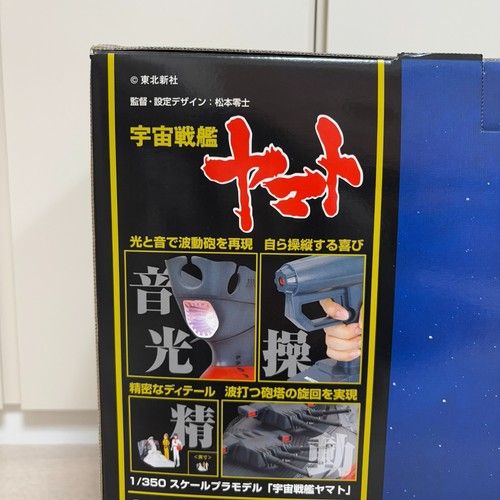 © 東北新社
監督・設定デザイン：松本零士
宇宙戦艦
ヤマト
光と音で波動砲を再現 自ら操縦する喜び
音光
操
精密なディテール 波打つ砲塔の旋回を実現
精
動
1/350 スケールプラモデル「宇宙戦艦ヤマト」